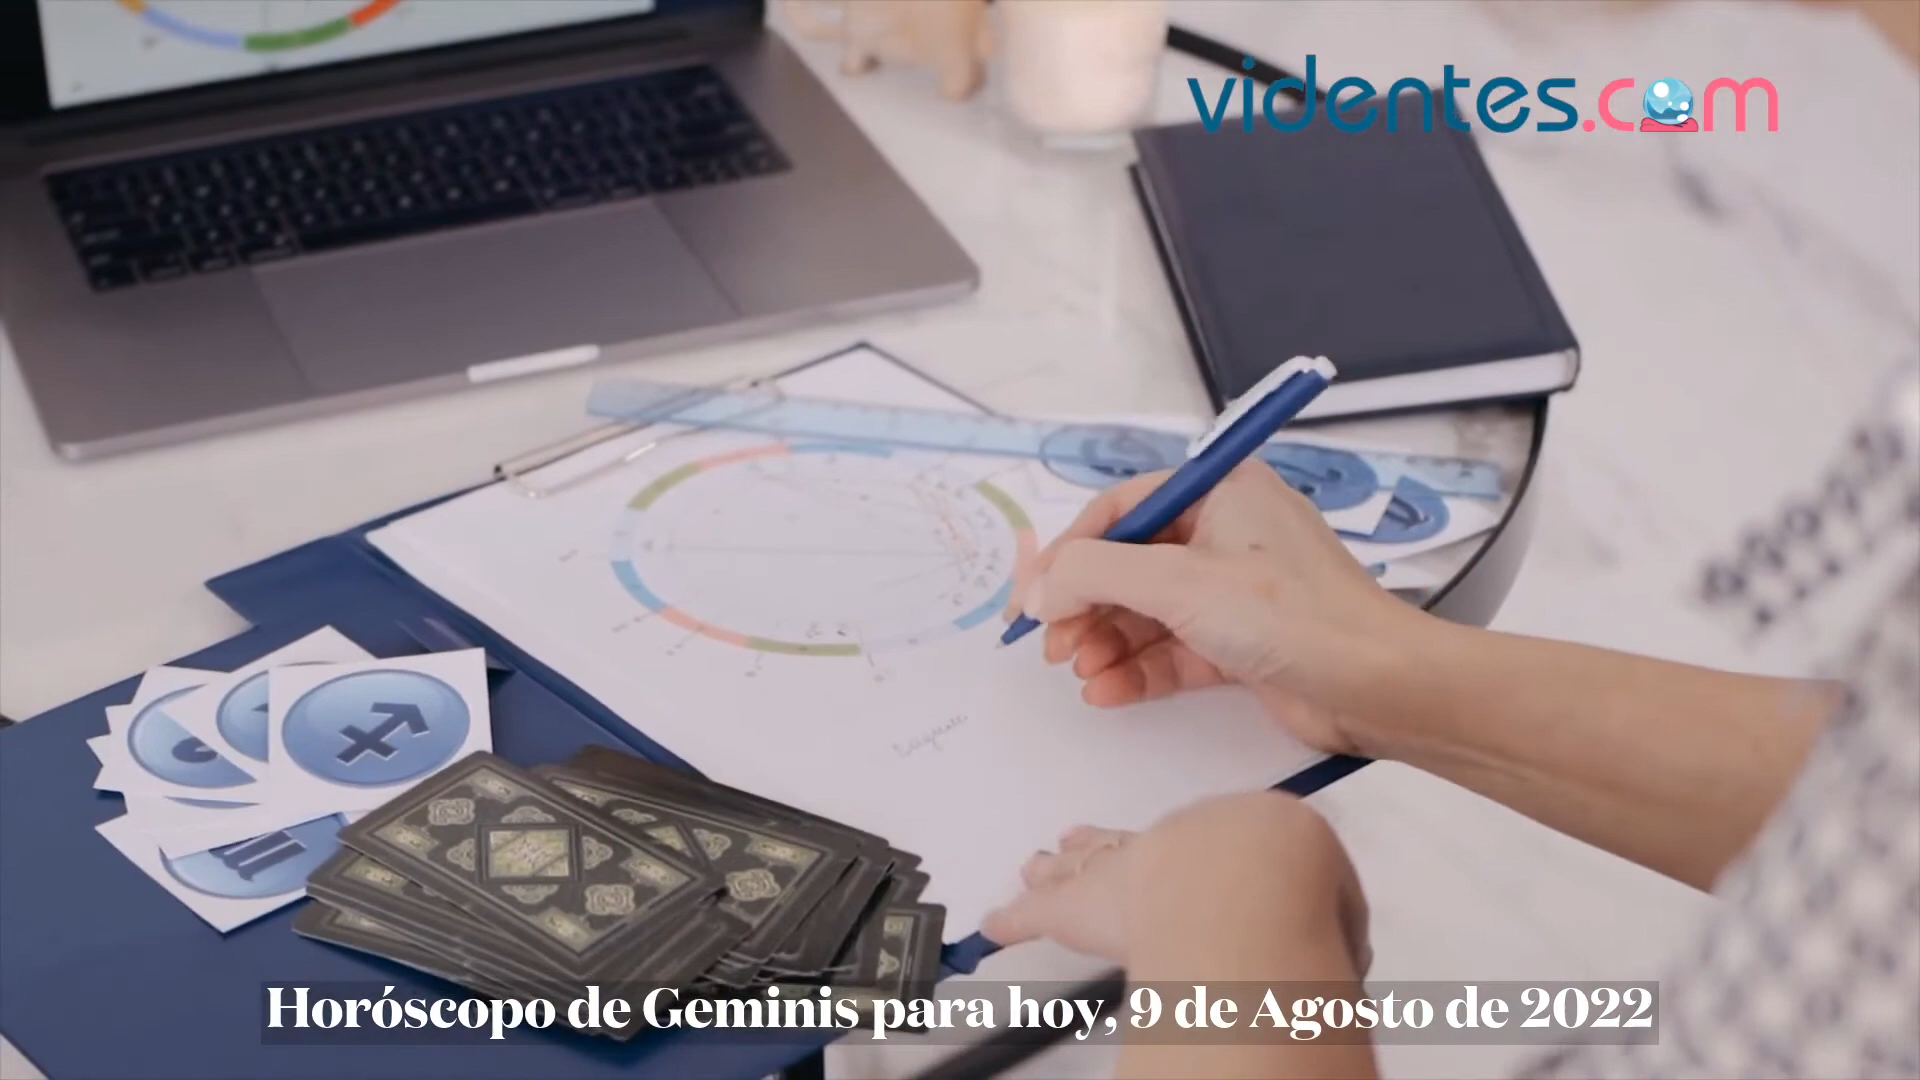 videntes.com
Horóscopo de Geminis para hoy, 9 de Agosto de 2022